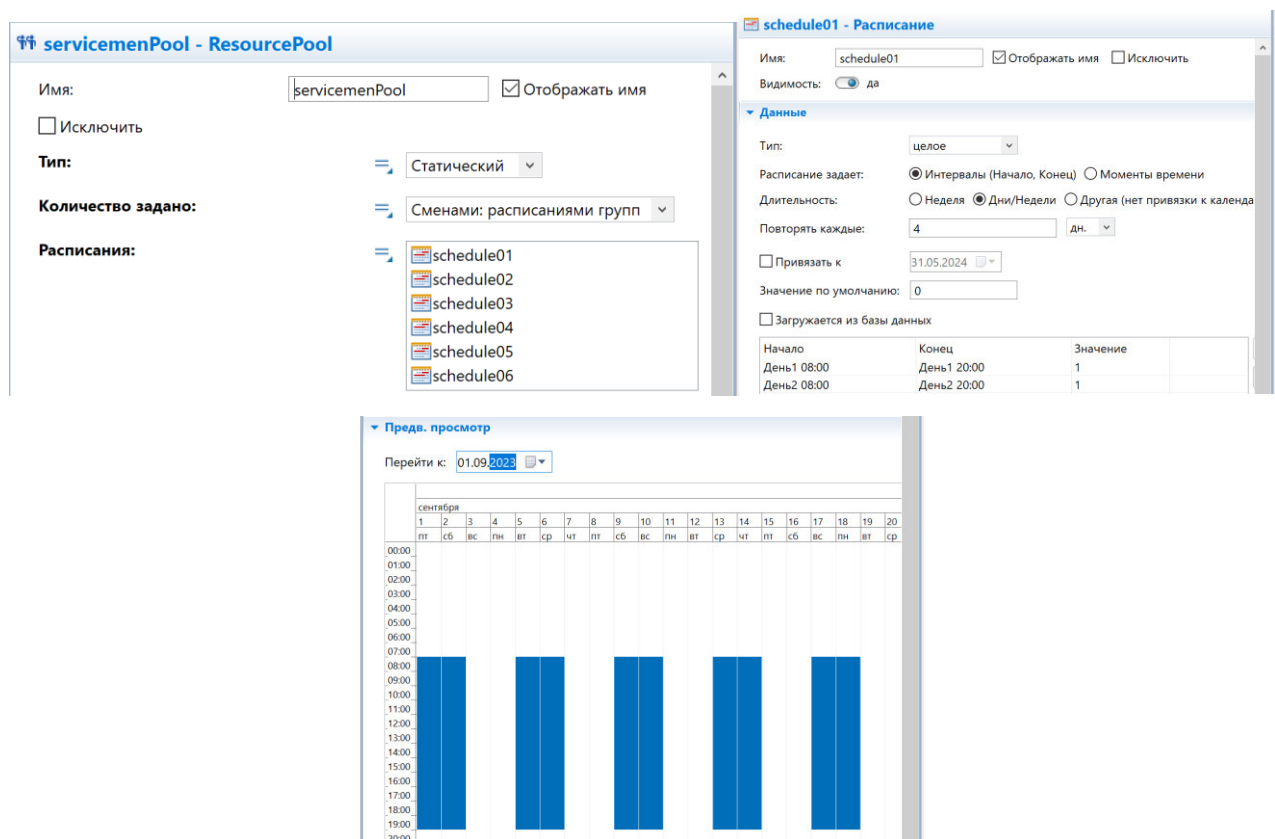 servicemenPool - ResourcePool
Имя: servicemenPool Отображать имя
Исключить
Тип: Статический
Количество задано: Сменами: расписаниями групп
Расписания: schedule01
schedule02
schedule03
schedule04
schedule05
schedule06
schedule01 - Расписание
Имя: schedule01 Отображать имя Исключить
Видимость: да
Данные
Тип: целое
Расписание задает: Интервалы (Начало, Конец) Моменты времени
Длительность: Неделя Дни/Недели Другая (нет привязки к календа
Повторять каждые: 4 дн.
Привязать к 31.05.2024
Значение по умолчанию: 0
Загружается из базы данных
Начало Конец Значение
День1 08:00 День1 20:00 1
День2 08:00 День2 20:00 1
Предв. просмотр
Перейти к: 01.09.2023
сентября
1 2 3 4 5 6 7 8 9 10 11 12 13 14 15 16 17 18 19 20
пт сб вс пн вт ср чт пт сб вс пн вт ср чт пт сб вс пн вт ср
00:00
01:00
02:00
03:00
04:00
05:00
06:00
07:00
08:00
09:00
10:00
11:00
12:00
13:00
14:00
15:00
16:00
17:00
18:00
19:00
20:00